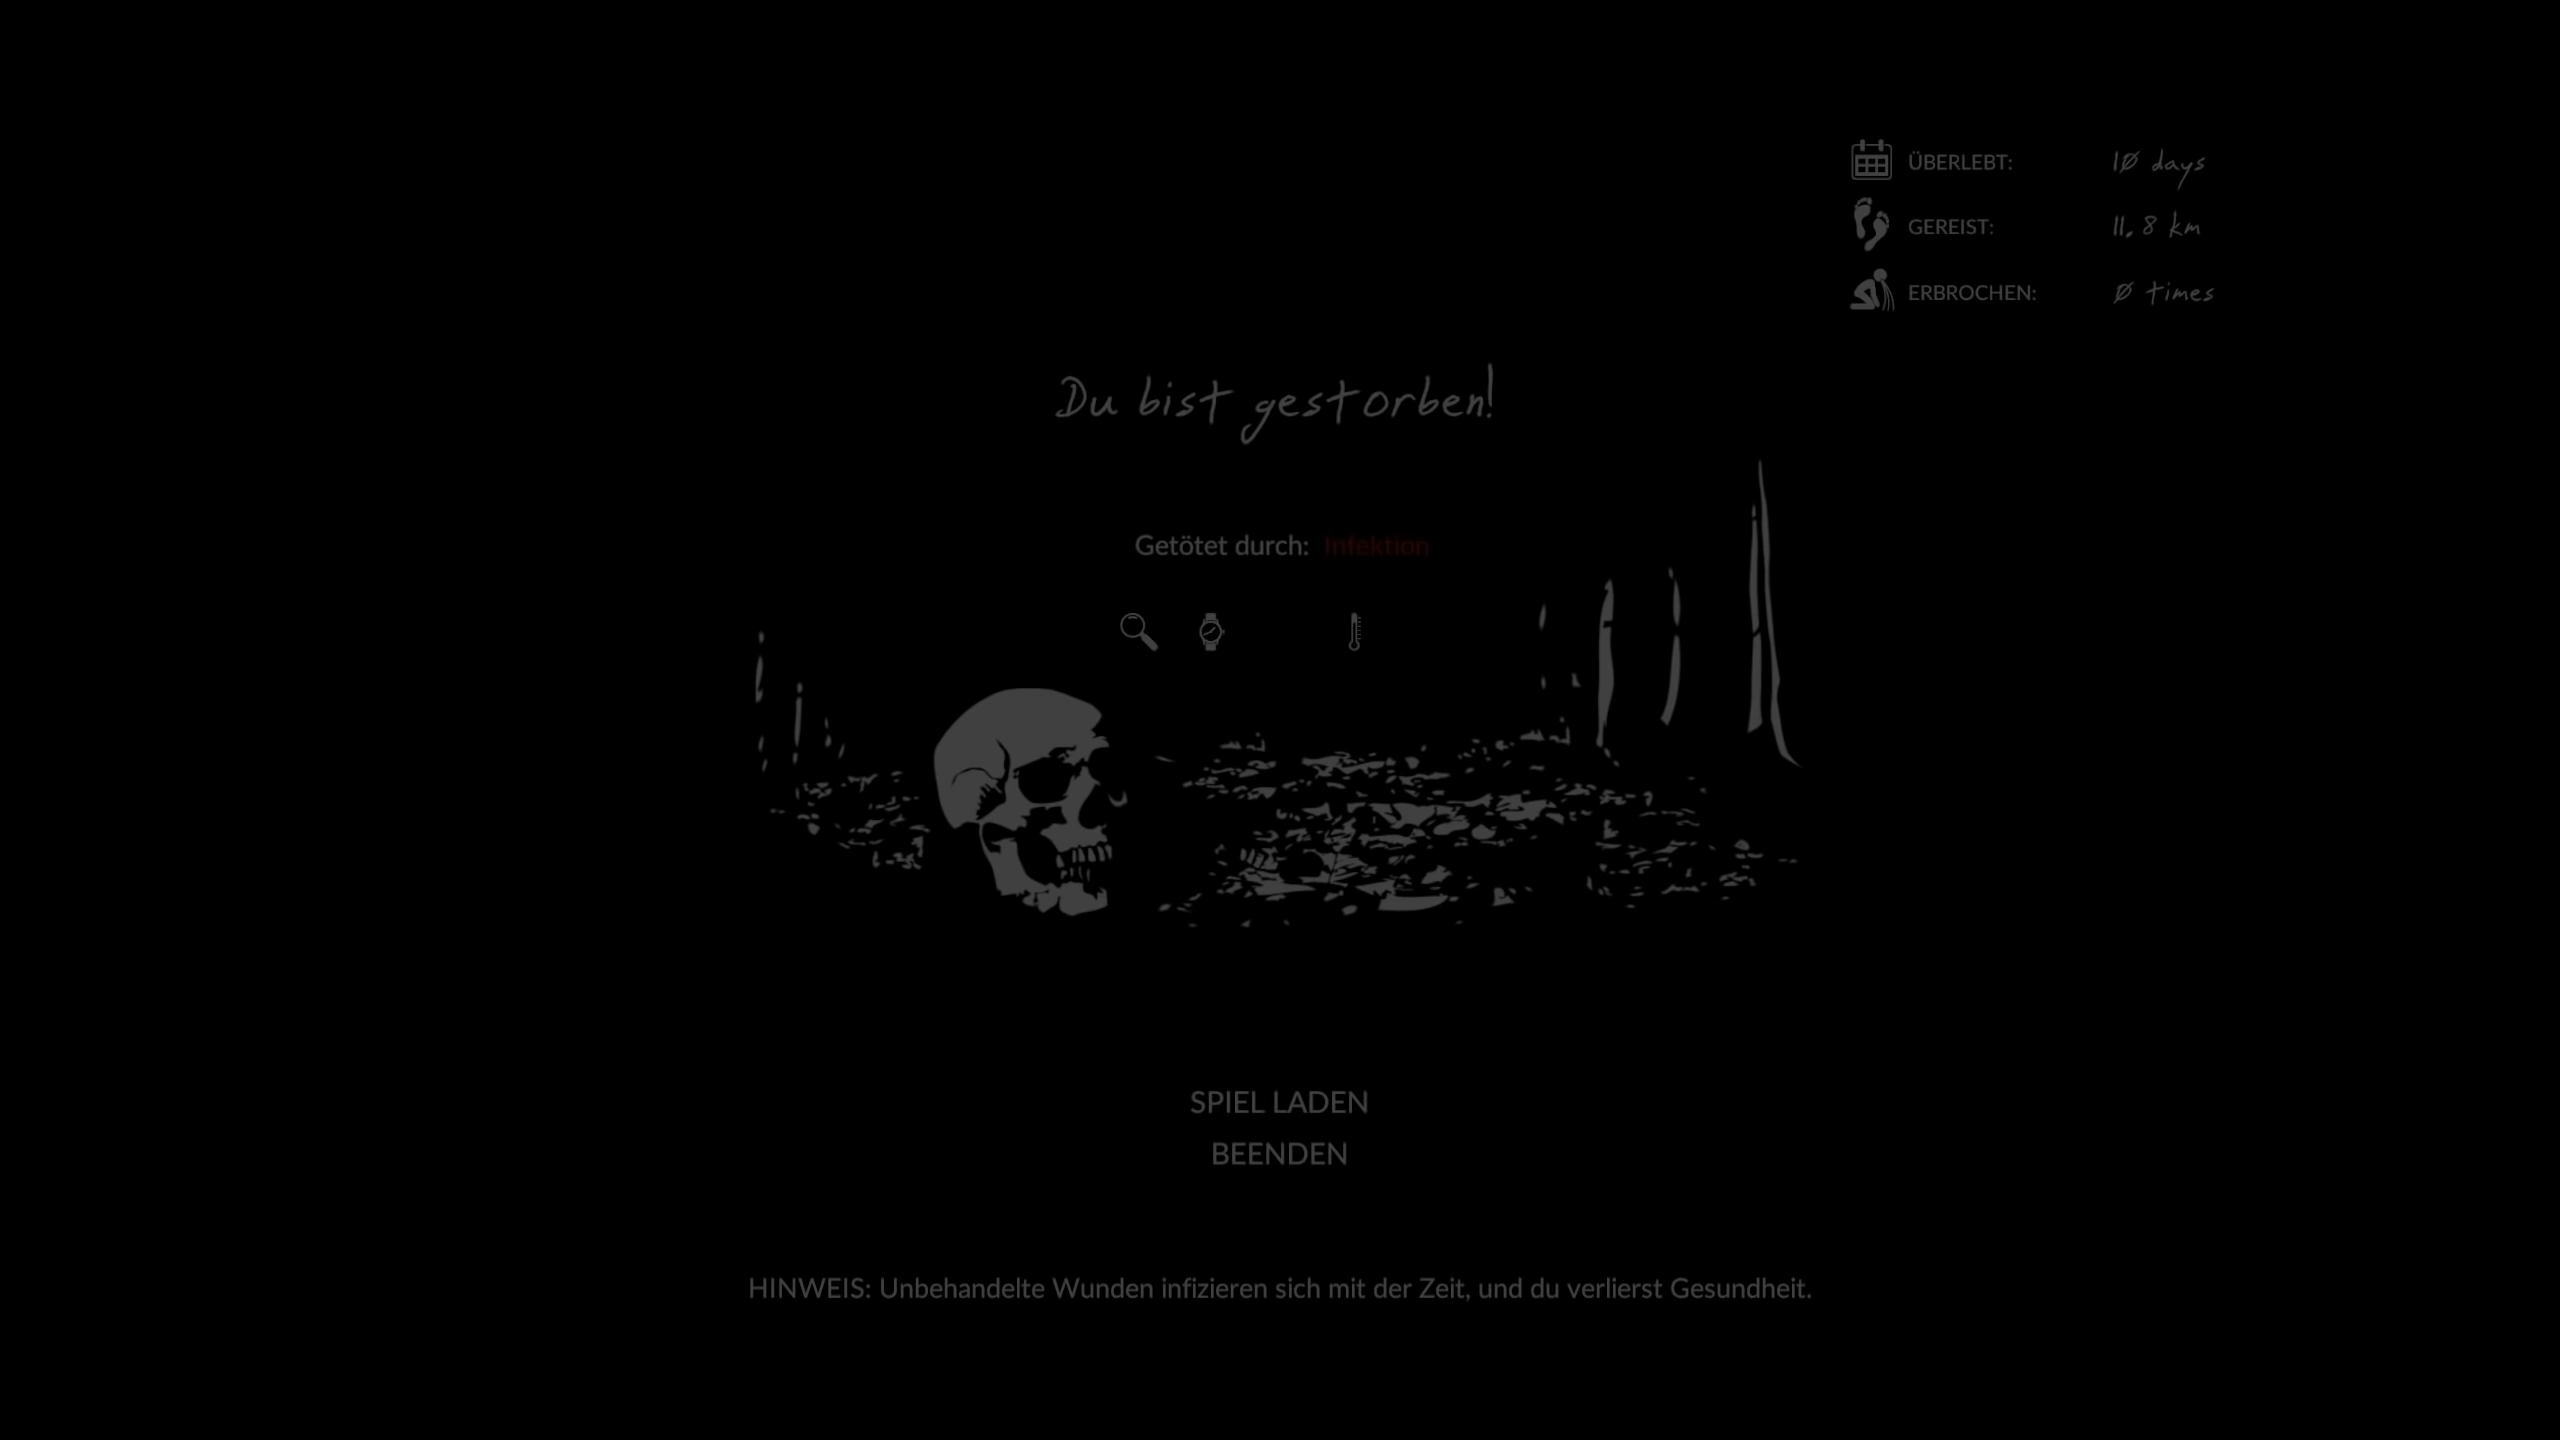 ÜBERLEBT: 10 days
GEREIST: 11.8 km
ERBROCHEN: 0 times
Du bist gestorben!
Getötet durch: Infektion
SPIEL LADEN
BEENDEN
HINWEIS: Unbehandelte Wunden infizieren sich mit der Zeit, und du verlierst Gesundheit.